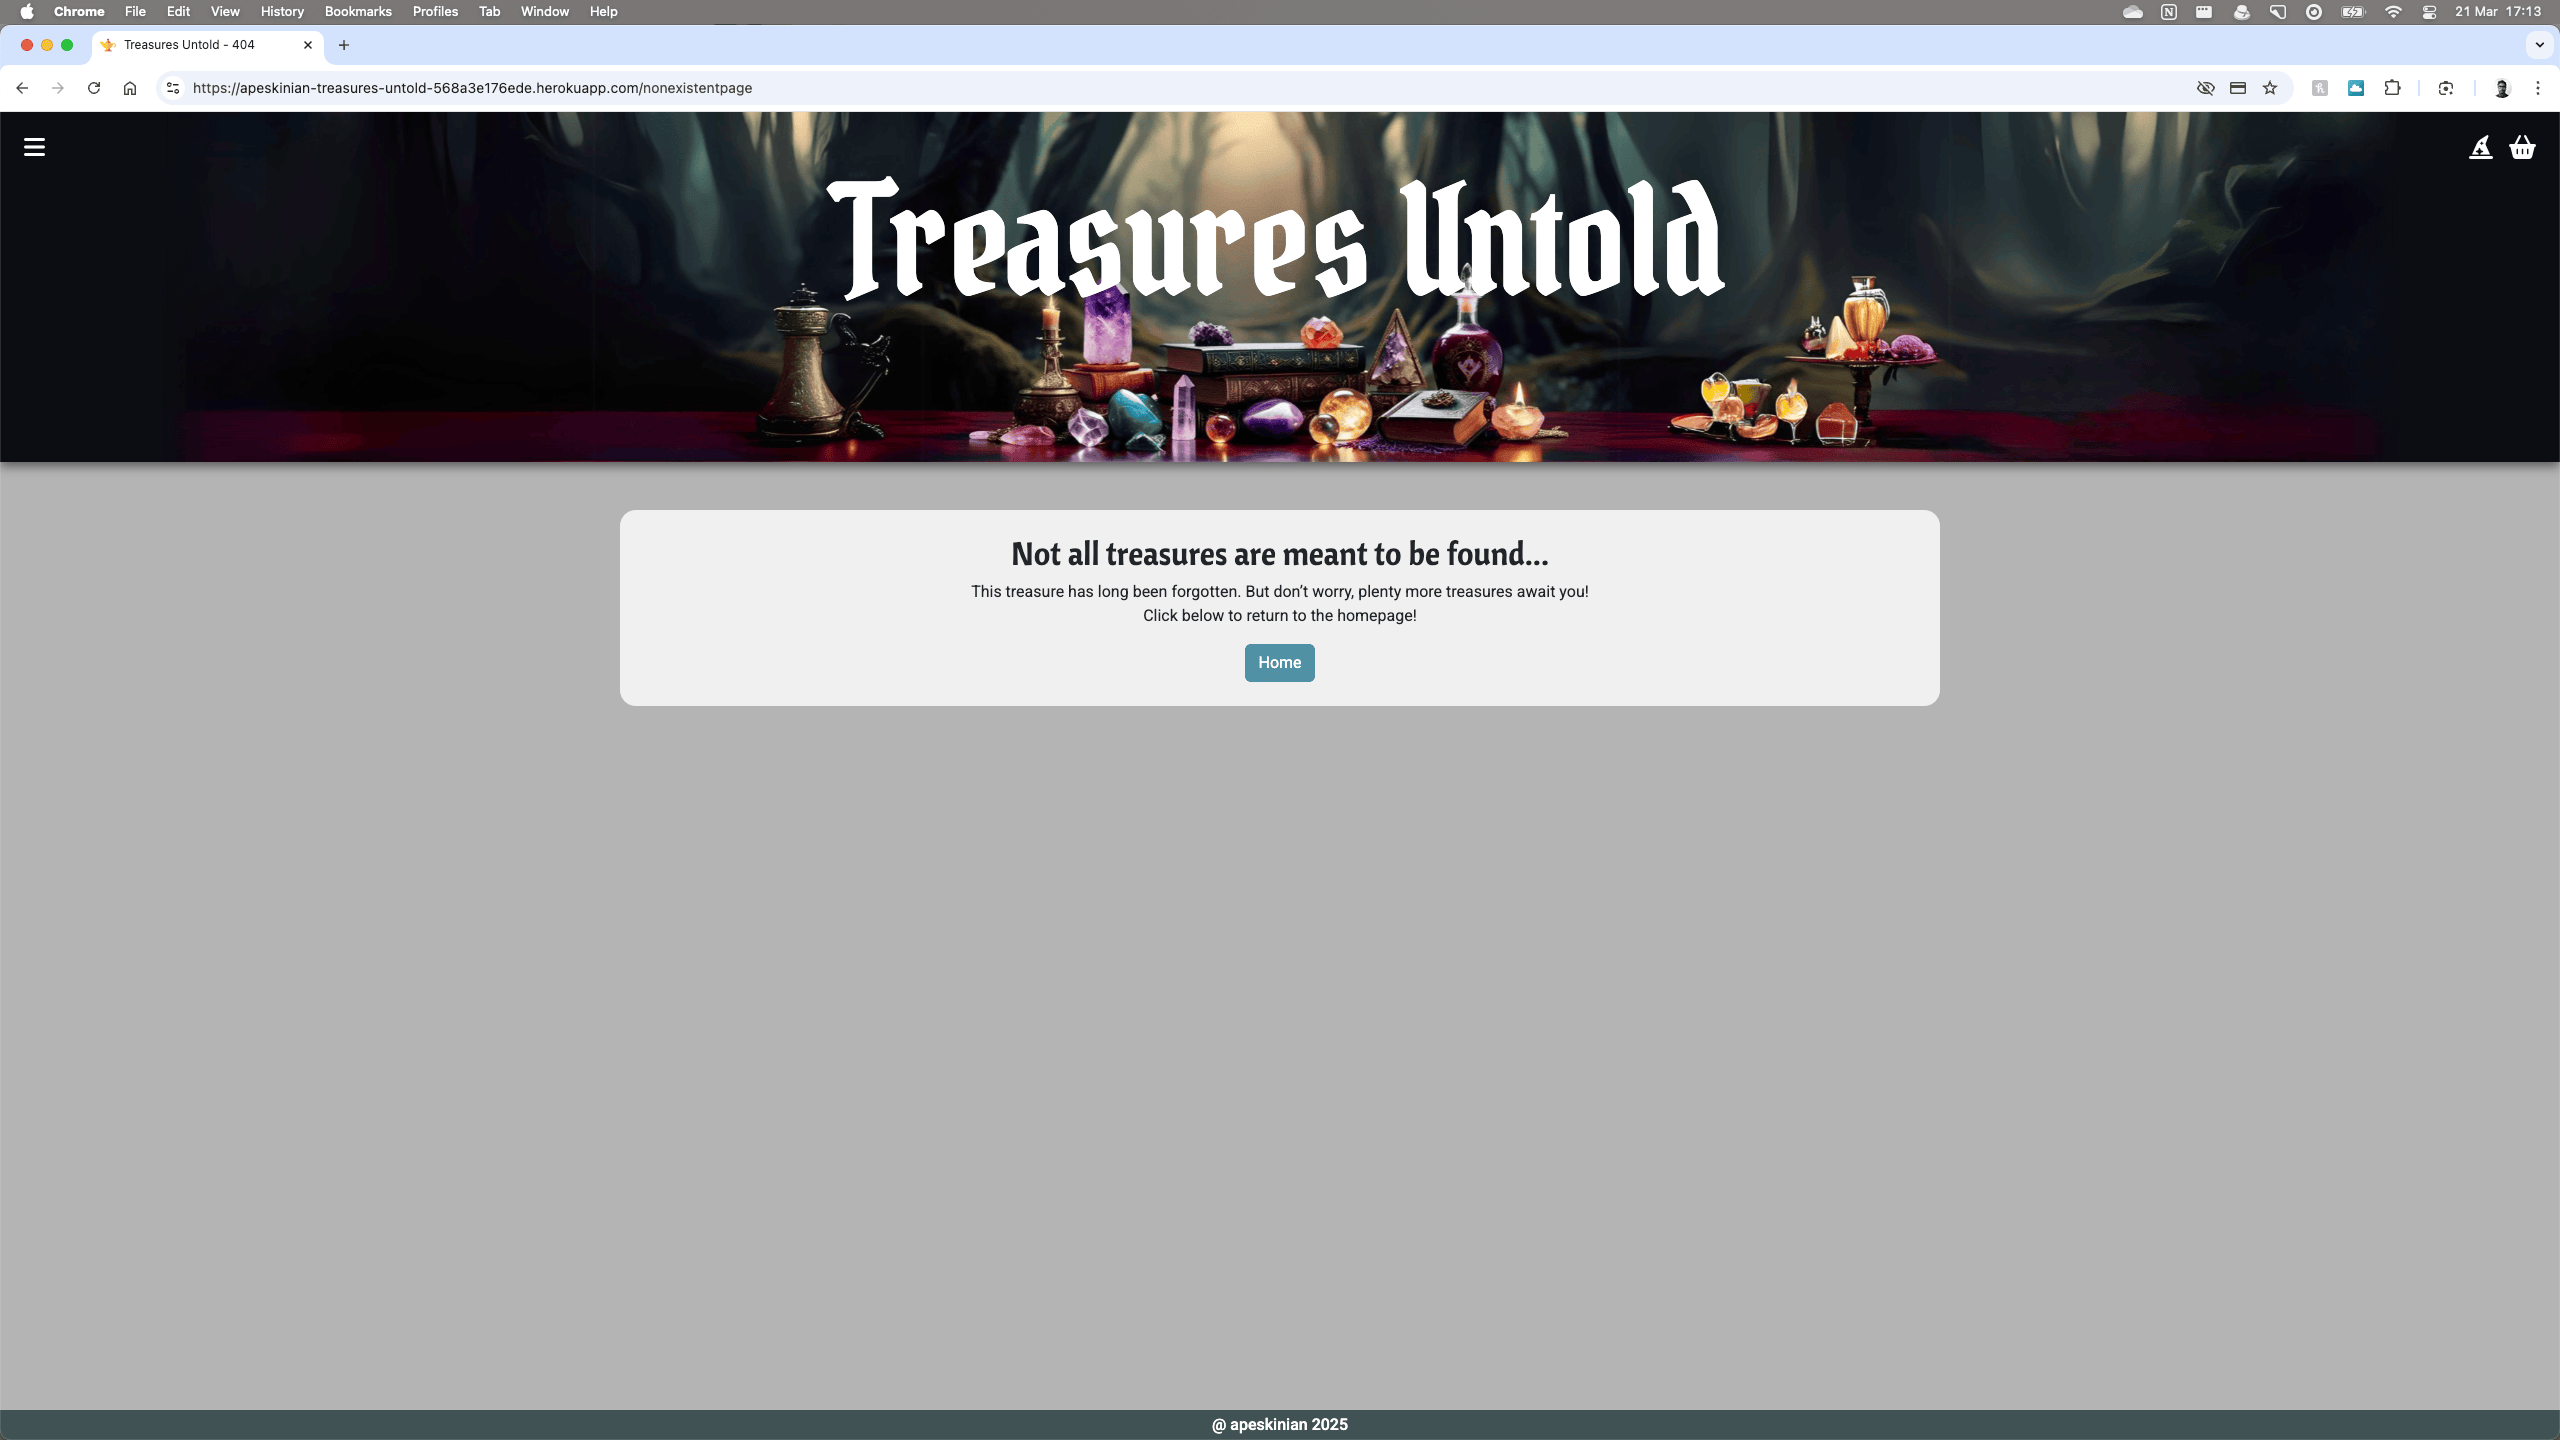 Chrome File Edit View History Bookmarks Profiles Tab Window Help 21 Mar 17:13
Treasures Untold - 404
https://apeskinian-treasures-untold-568a3e176ede.herokuapp.com/nonexistentpage
Treasures Untold
Not all treasures are meant to be found...
This treasure has long been forgotten. But don’t worry, plenty more treasures await you!
Click below to return to the homepage!
Home
@ apeskinian 2025